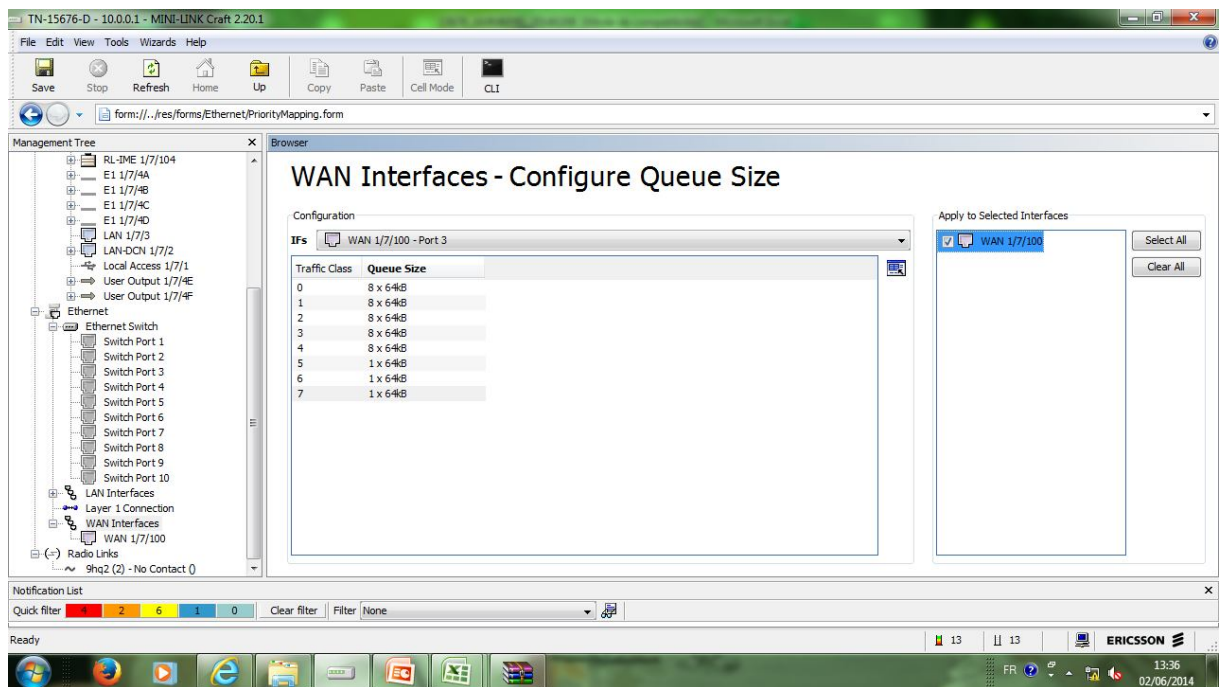 TN-15676-D - 10.0.0.1 - MINI-LINK Craft 2.20.1
File Edit View Tools Wizards Help
Save Stop Refresh Home Up Copy Paste Cell Mode CLI
form://../res/forms/Ethernet/PriorityMapping.form
Management Tree
RL-IME 1/7/104
E1 1/7/4A
E1 1/7/4B
E1 1/7/4C
E1 1/7/4D
LAN 1/7/3
LAN-DCN 1/7/2
Local Access 1/7/1
User Output 1/7/4E
User Output 1/7/4F
Ethernet
Ethernet Switch
Switch Port 1
Switch Port 2
Switch Port 3
Switch Port 4
Switch Port 5
Switch Port 6
Switch Port 7
Switch Port 8
Switch Port 9
Switch Port 10
LAN Interfaces
Layer 1 Connection
WAN Interfaces
WAN 1/7/100
Radio Links
9hq2 (2) - No Contact ()
Browser
WAN Interfaces - Configure Queue Size
Configuration
IFs WAN 1/7/100 - Port 3
Traffic Class Queue Size
0 8 x 64kB
1 8 x 64kB
2 8 x 64kB
3 8 x 64kB
4 8 x 64kB
5 1 x 64kB
6 1 x 64kB
7 1 x 64kB
Apply to Selected Interfaces
WAN 1/7/100
Select All
Clear All
Notification List
Quick filter 4 2 6 1 0 Clear filter Filter None
Ready 13 13 ERICSSON
FR 13:36
02/06/2014